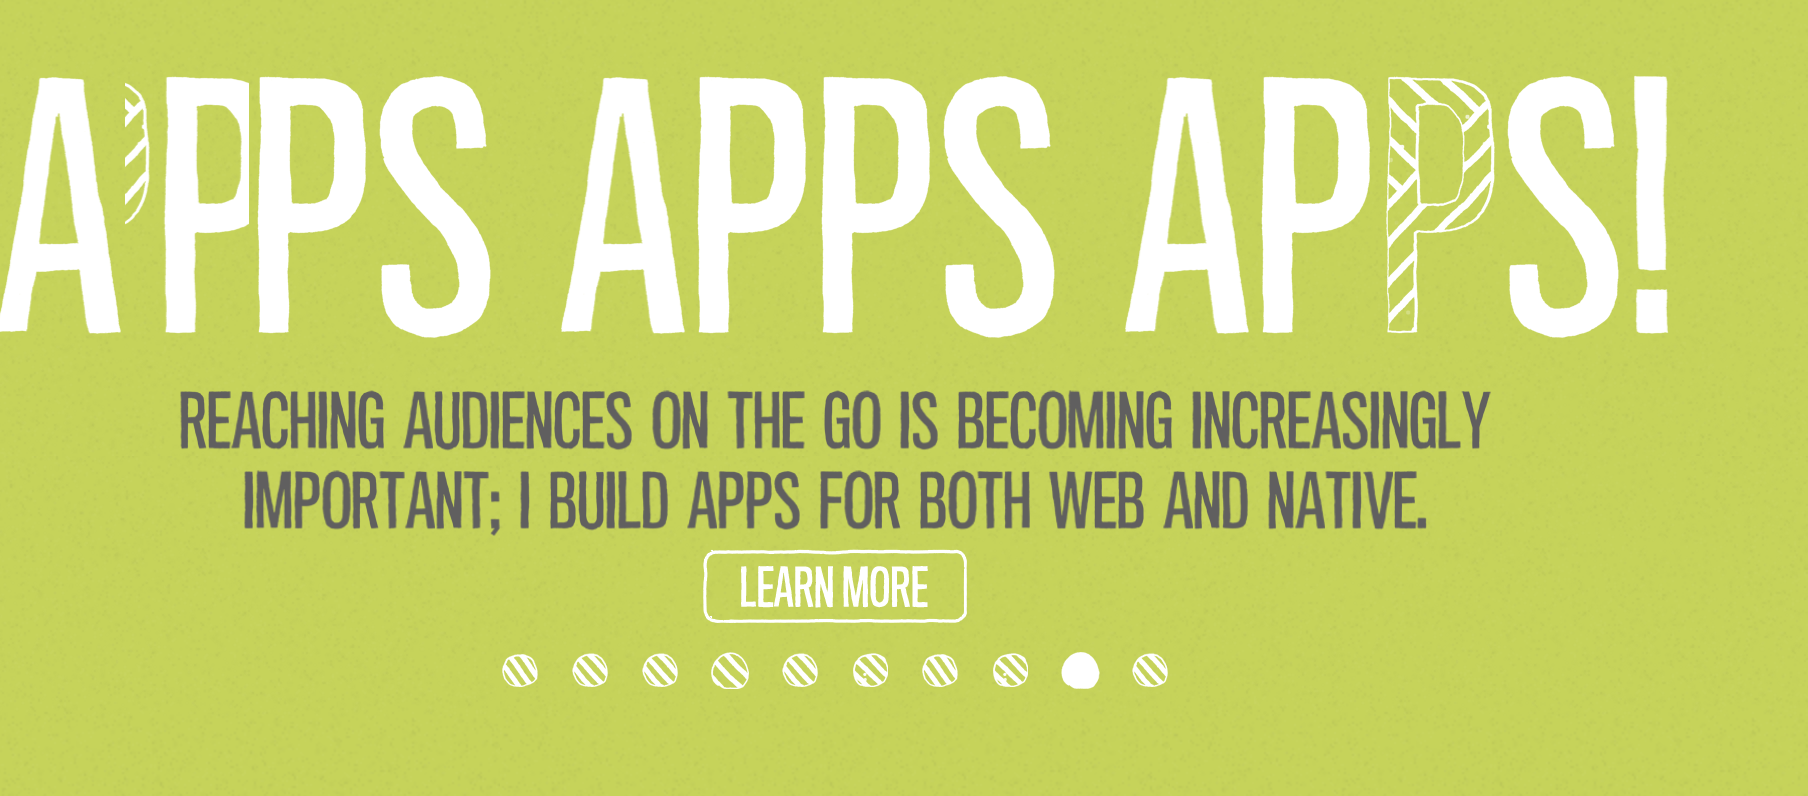 APPS APPS APPS!
REACHING AUDIENCES ON THE GO IS BECOMING INCREASINGLY
IMPORTANT; I BUILD APPS FOR BOTH WEB AND NATIVE.
LEARN MORE